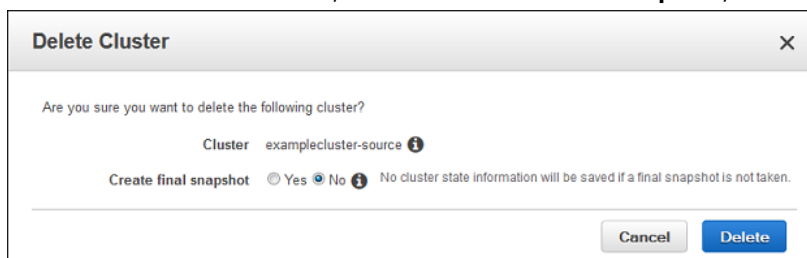 Delete Cluster
Are you sure you want to delete the following cluster?
Cluster examplecluster-source
Create final snapshot Yes No No cluster state information will be saved if a final snapshot is not taken.
Cancel Delete